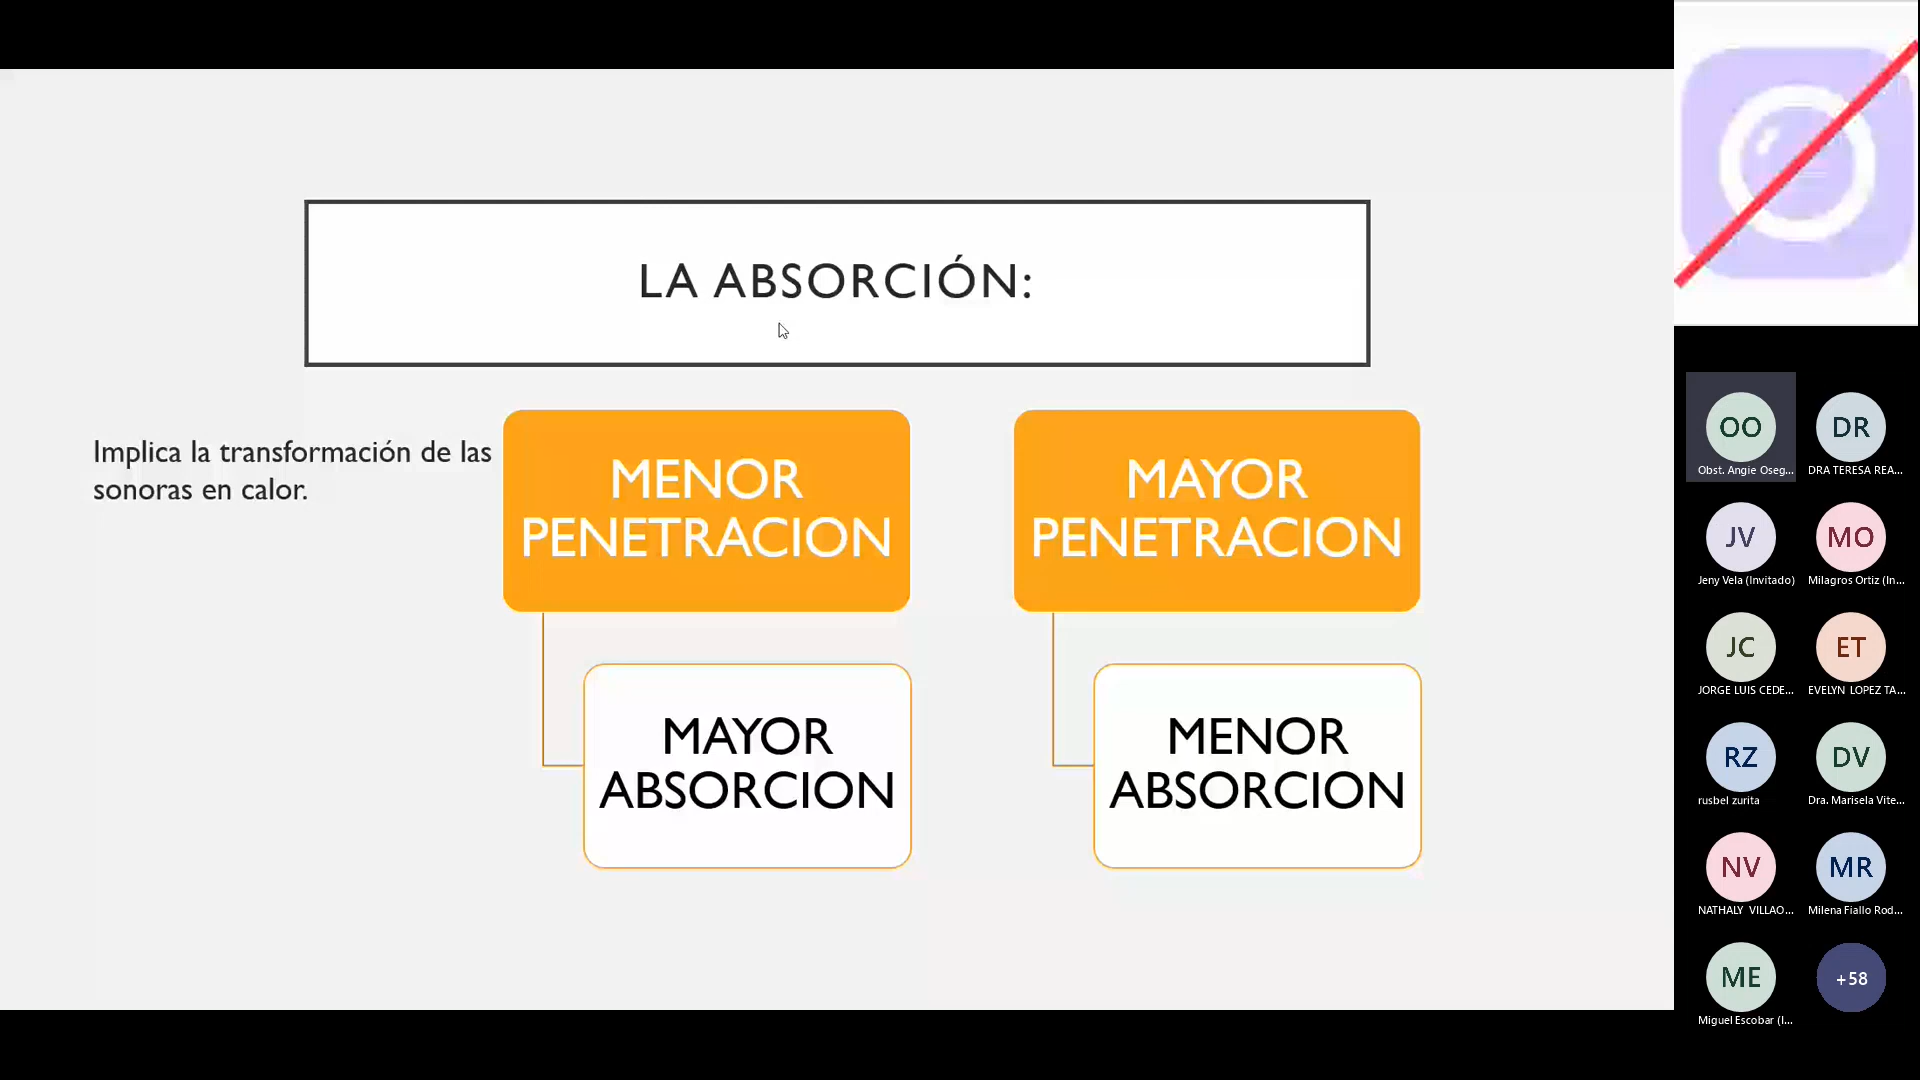 LA ABSORCIÓN:
Implica la transformación de las
sonoras en calor.
MENOR
PENETRACION
MAYOR
PENETRACION
MAYOR
ABSORCION
MENOR
ABSORCION
OO
Obst. Angie Oseg...
DR
DRA TERESA REA...
JV
Jeny Vela (Invitado)
MO
Milagros Ortiz (In...
JC
JORGE LUIS CEDE...
ET
EVELYN LOPEZ TA...
RZ
rusbel zurita
DV
Dra. Marisela Vite...
NV
NATHALY VILLAO...
MR
Milena Fiallo Rod...
ME
Miguel Escobar (I...
+58